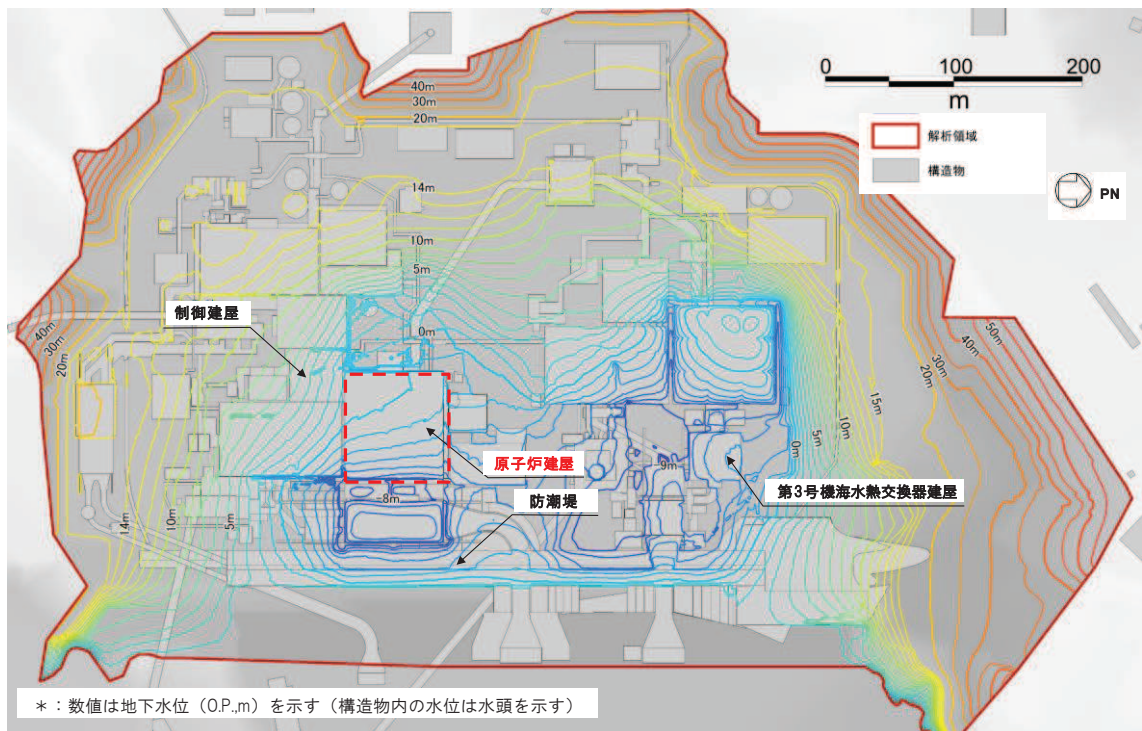 40m
30m
20m
0 100 200
m
解析領域
構造物
PN
14m
10m
5m
0m
制御建屋
40m
30m
20m
50m
40m
30m
20m
15m
10m
5m
0m
原子炉建屋
-8m
-9m
防潮堤
第3号機海水熱交換器建屋
14m
10m
5m
*:数値は地下水位(O.P.,m)を示す(構造物内の水位は水頭を示す)